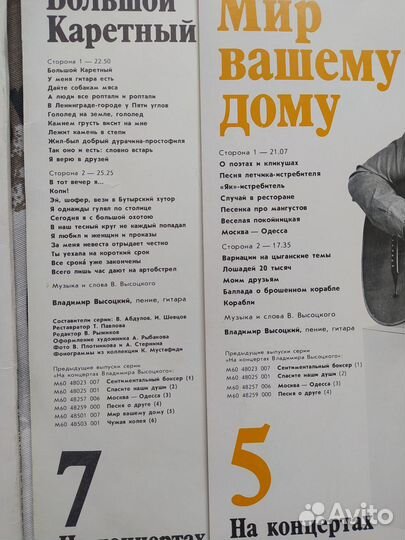 Большой
Каретный
Сторона 1 — 22.50
Большой Каретный
У меня гитара есть
Дайте собакам мяса
А люди все роптали и роптали
В Ленинграде-городе у Пяти углов
Гололед на земле, гололед
Камнем грусть висит на мне
Лежит камень в степи
Жил-был добрый дурачина-простофиля
Так оно и есть: словно встарь
Я верю в друзей
Сторона 2 — 25.25
В тот вечер я...
Копи!
Эй, шофер, вези в Бутырский хутор
Я однажды гулял по столице
Сегодня я с большой охотою
В наш тесный круг не каждый попадал
Я любил и женщин и проказы
За меня невеста отрыдает честно
Ты уехала на короткий срок
Все срока уже закончены
Всего лишь час дают на артобстрел
Музыка и слова В. Высоцкого
Владимир Высоцкий, пение, гитара
Составители серии: В. Абдулов, И. Шевцов
Реставратор Т. Павлова
Редактор В. Рыжиков
Оформление художника А. Рыбакова
Фото В. Плотникова и А. Стернина
Фонограммы из коллекции К. Мустафиди
Предыдущие выпуски серии
«На концертах Владимира Высоцкого»:
М60 48023 007 Сентиментальный боксер (1)
М60 48025 001 Спасите наши души (2)
М60 48257 006 Москва — Одесса (3)
М60 48259 000 Песня о друге (4)
М60 48501 007 Мир вашему дому (5)
М60 48503 001 Чужая колея (6)
7
На концертах
Мир
вашему
дому
Сторона 1 — 21.07
О поэтах и кликушах
Песня летчика-истребителя
«Як»-истребитель
Случай в ресторане
Песенка про мангустов
Веселая покойницкая
Москва — Одесса
Сторона 2 — 17.35
Вариации на цыганские темы
Лошадей 20 тысяч
Моим друзьям
Баллада о брошенном корабле
Корабли
Музыка и слова В. Высоцкого
Владимир Высоцкий, пение, гитара
Предыдущие выпуски серии
«На концертах Владимира Высоцкого»:
М60 48023 007 Сентиментальный боксер (1)
М60 48025 001 Спасите наши души (2)
М60 48257 006 Москва — Одесса (3)
М60 48259 000 Песня о друге (4)
5
На концертах
Avito